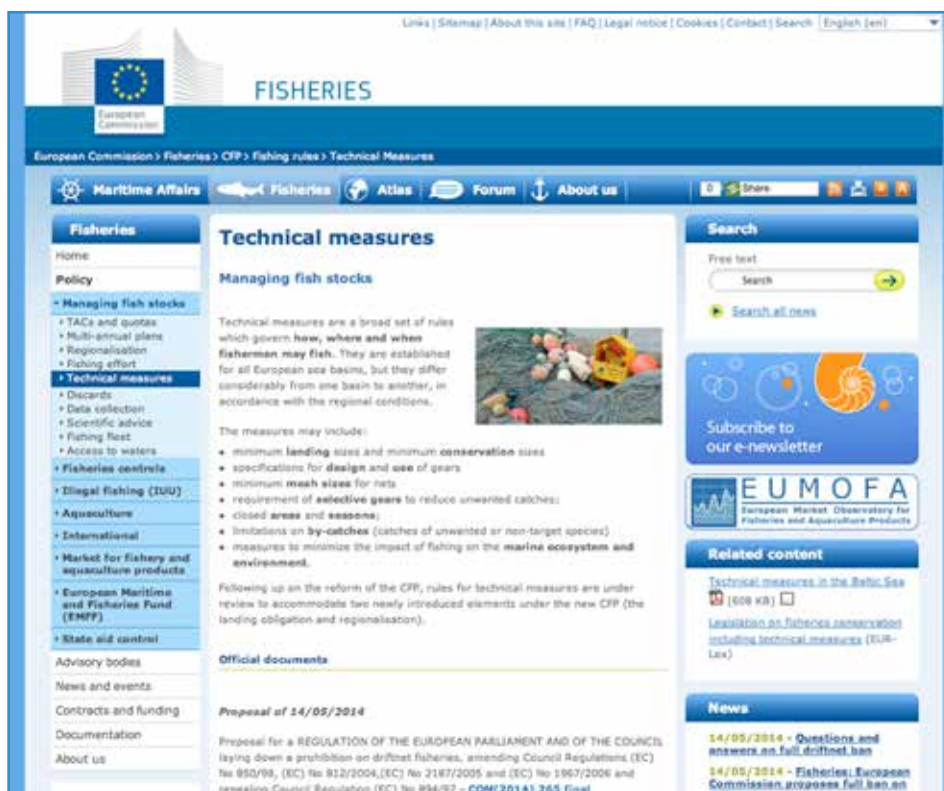 Links | Sitemap | About this site | FAQ | Legal notice | Cookies | Contact | Search English (en)
European
Commission
FISHERIES
European Commission > Fisheries > CFP > Fishing rules > Technical Measures
Maritime Affairs Fisheries Atlas Forum About us 0 Share
Fisheries
Home
Policy
Managing fish stocks
TACs and quotas
Multi-annual plans
Regionalisation
Fishing effort
Technical measures
Discards
Data collection
Scientific advice
Fishing fleet
Access to waters
Fisheries controls
Illegal fishing (IUU)
Aquaculture
International
Market for fishery and
aquaculture products
European Maritime
and Fisheries Fund
(EMFF)
State aid control
Advisory bodies
News and events
Contracts and funding
Documentation
About us
Technical measures
Managing fish stocks
Technical measures are a broad set of rules
which govern how, where and when
fisherman may fish. They are established
for all European sea basins, but they differ
considerably from one basin to another, in
accordance with the regional conditions.
The measures may include:
• minimum landing sizes and minimum conservation sizes
• specifications for design and use of gears
• minimum mesh sizes for nets
• requirement of selective gears to reduce unwanted catches;
• closed areas and seasons;
• limitations on by-catches (catches of unwanted or non-target species)
• measures to minimize the impact of fishing on the marine ecosystem and
environment.
Following up on the reform of the CFP, rules for technical measures are under
review to accommodate two newly introduced elements under the new CFP (the
landing obligation and regionalisation).
Official documents
Proposal of 14/05/2014
Proposal for a REGULATION OF THE EUROPEAN PARLIAMENT AND OF THE COUNCIL
laying down a prohibition on driftnet fisheries, amending Council Regulations (EC)
No 850/98, (EC) No 812/2004,(EC) No 2187/2005 and (EC) No 1967/2006 and
repealing Council Regulation (EC) No 894/97 - COM(2014) 265 final
Search
Free text
Search
Search all news
Subscribe to
our e-newsletter
EUMOFA
European Market Observatory for
Fisheries and Aquaculture Products
Related content
Technical measures in the Baltic Sea
[608 KB]
Legislation on fisheries conservation
including technical measures (EUR-
Lex)
News
14/05/2014 - Questions and
answers on full driftnet ban
14/05/2014 - Fisheries: European
Commission proposes full ban on